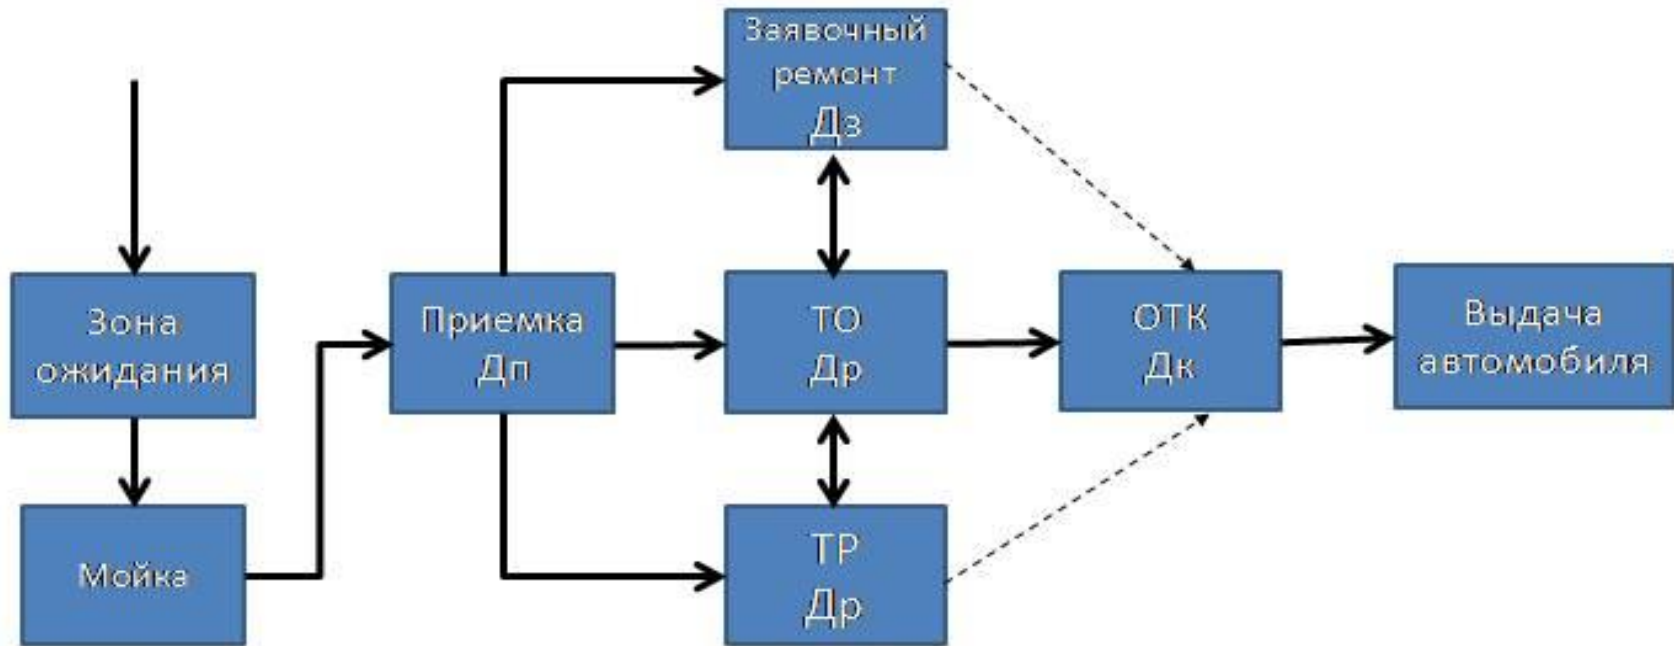 Заявочный
ремонт
Дз
Зона
ожидания
Приемка
Дп
ТО
Др
ОТК
Дк
Выдача
автомобиля
Мойка
ТР
Др